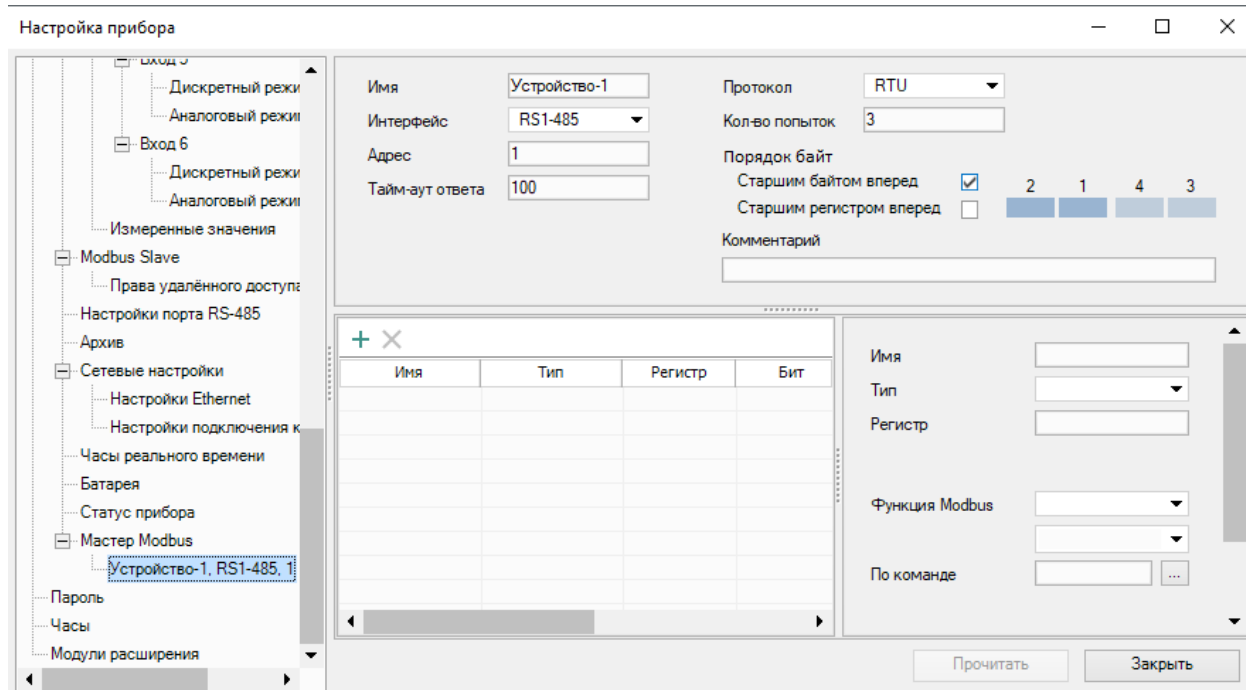 Настройка прибора
Вход 5
Дискретный режи
Аналоговый режи
Вход 6
Дискретный режи
Аналоговый режи
Измеренные значения
Modbus Slave
Права удалённого доступа
Настройки порта RS-485
Архив
Сетевые настройки
Настройки Ethernet
Настройки подключения к
Часы реального времени
Батарея
Статус прибора
Мастер Modbus
Устройство-1, RS1-485, 1
Пароль
Часы
Модули расширения
Имя Устройство-1
Интерфейс RS1-485
Адрес 1
Тайм-аут ответа 100
Протокол RTU
Кол-во попыток 3
Порядок байт
Старшим байтом вперед 2 1 4 3
Старшим регистром вперед
Комментарий
Имя Тип Регистр Бит
Имя
Тип
Регистр
Функция Modbus
По команде ...
Прочитать Закрыть